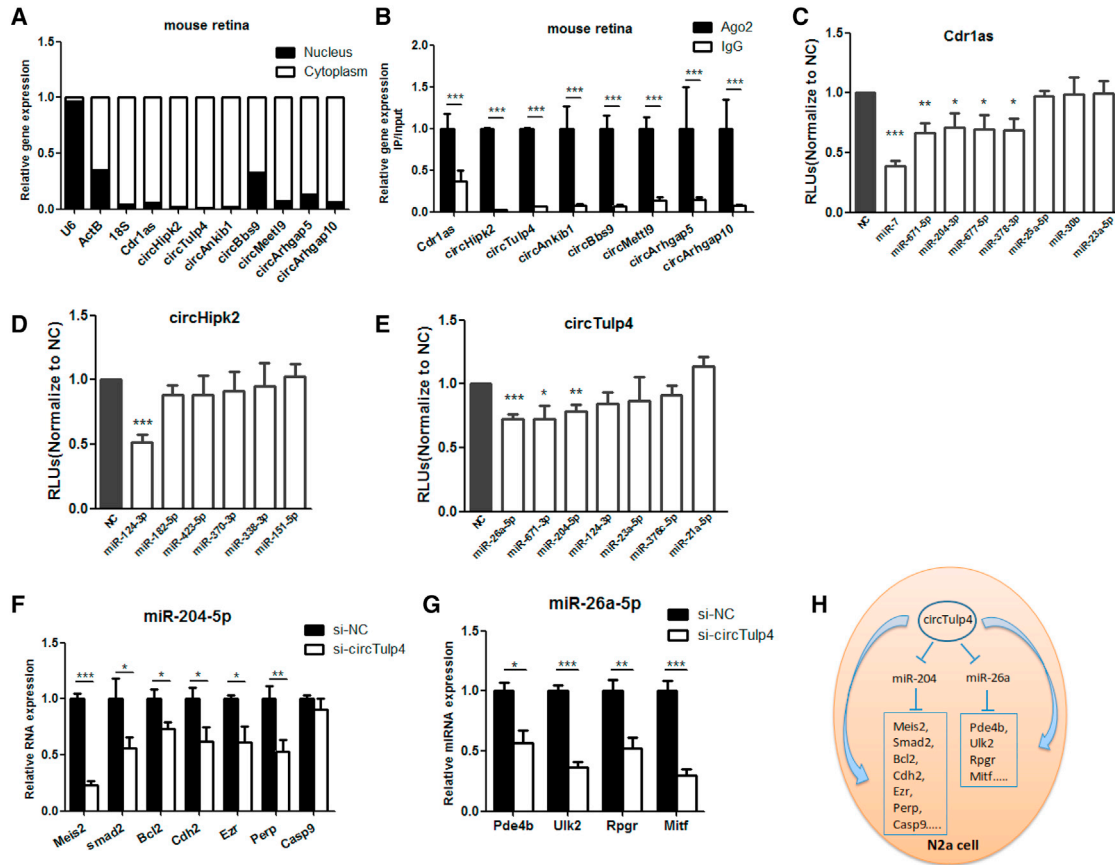 A
mouse retina
Relative gene expression
1.5
1.0
0.5
0.0
Nucleus
Cytoplasm
U6
ActB
18S
Cdr1as
circHipk2
circTulp4
circAnkib1
circBbs9
circMeetl9
circArhgap5
circArhgap10
B
mouse retina
Relative gene expression
IP/Input
2.0
1.5
1.0
0.5
0.0
Ago2
IgG
***
***
***
***
***
***
***
***
Cdr1as
circHipk2
circTulp4
circAnkib1
circBbs9
circMettl9
circArhgap5
circArhgap10
C
Cdr1as
RLUs(Normalize to NC)
1.5
1.0
0.5
0.0
***
**
*
*
*
NC
miR-7
miR-671-5p
miR-204-3p
miR-677-5p
miR-378-3p
miR-25a-5p
miR-30b
miR-23a-5p
D
circHipk2
RLUs(Normalize to NC)
1.5
1.0
0.5
0.0
***
NC
miR-124-3p
miR-182-5p
miR-423-5p
miR-370-3p
miR-338-3p
miR-151-5p
E
circTulp4
RLUs(Normalize to NC)
1.5
1.0
0.5
0.0
***
*
**
NC
miR-26a-5p
miR-671-3p
miR-204-5p
miR-124-3p
miR-23a-5p
miR-376c-5p
miR-21a-5p
F
miR-204-5p
Relative RNA expression
1.5
1.0
0.5
0.0
si-NC
si-circTulp4
***
*
*
*
*
**
Meis2
smad2
Bcl2
Cdh2
Ezr
Perp
Casp9
G
miR-26a-5p
Relative mRNA expression
1.5
1.0
0.5
0.0
si-NC
si-circTulp4
*
***
**
***
Pde4b
Ulk2
Rpgr
Mitf
H
circTulp4
miR-204
miR-26a
Meis2,
Smad2,
Bcl2,
Cdh2,
Ezr,
Perp,
Casp9.....
Pde4b,
Ulk2
Rpgr
Mitf.....
N2a cell